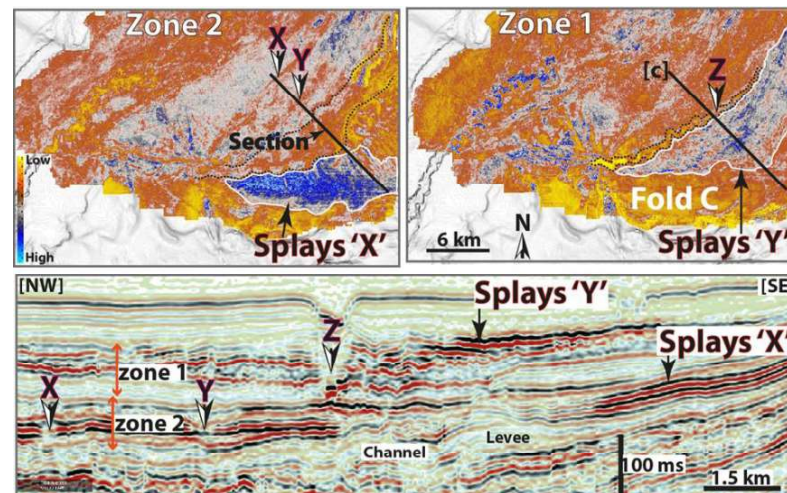 Zone 2
X
Y
Section
Low
High
Splays ‘X’
Zone 1
[c]
Z
Fold C
N
6 km
Splays ‘Y’
[NW]
[SE
Splays ‘Y’
Z
Splays ‘X’
zone 1
X
Y
zone 2
Channel
Levee
100 ms
1.5 km